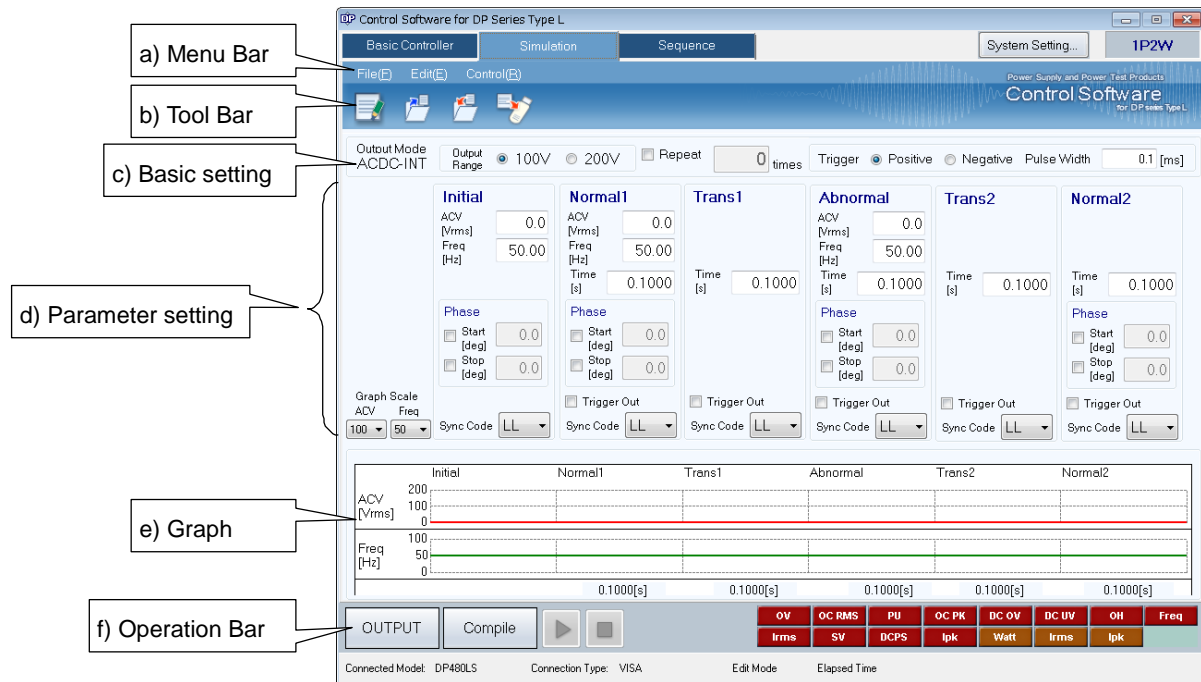 DP Control Software for DP Series Type L
Basic Controller Simulation Sequence System Setting... 1P2W
a) Menu Bar
File(F) Edit(E) Control(R)
Power Supply and Power Test Products
Control Software
for DP series Type L
b) Tool Bar
c) Basic setting
Output Mode
ACDC-INT
Output Range 100V 200V Repeat 0 times Trigger Positive Negative Pulse Width 0.1 [ms]
d) Parameter setting
Initial Normal1 Trans1 Abnormal Trans2 Normal2
ACV [Vrms] 0.0 ACV [Vrms] 0.0 ACV [Vrms] 0.0
Freq [Hz] 50.00 Freq [Hz] 50.00 Freq [Hz] 50.00
Time [s] 0.1000 Time [s] 0.1000 Time [s] 0.1000 Time [s] 0.1000 Time [s] 0.1000
Phase Phase Phase Phase
Start [deg] 0.0 Start [deg] 0.0 Start [deg] 0.0 Start [deg] 0.0
Stop [deg] 0.0 Stop [deg] 0.0 Stop [deg] 0.0 Stop [deg] 0.0
Graph Scale
ACV Freq
100 50
Trigger Out Trigger Out Trigger Out Trigger Out Trigger Out
Sync Code LL Sync Code LL Sync Code LL Sync Code LL Sync Code LL Sync Code LL
e) Graph
Initial Normal1 Trans1 Abnormal Trans2 Normal2
ACV [Vrms]
200
100
0
Freq [Hz]
100
50
0
0.1000[s] 0.1000[s] 0.1000[s] 0.1000[s] 0.1000[s]
f) Operation Bar
OUTPUT Compile
OV OC RMS PU OC PK DC OV DC UV OH Freq
Irms SV DCPS Ipk Watt Irms Ipk
Connected Model: DP480LS Connection Type: VISA Edit Mode Elapsed Time